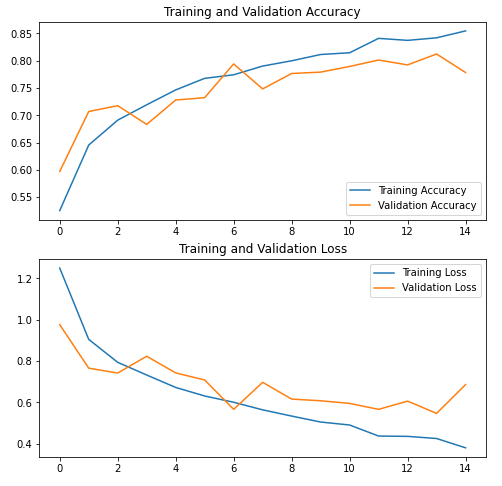 Training and Validation Accuracy
0.85
0.80
0.75
0.70
0.65
0.60
0.55
Training Accuracy
Validation Accuracy
0 2 4 6 8 10 12 14
Training and Validation Loss
1.2
1.0
0.8
0.6
0.4
Training Loss
Validation Loss
0 2 4 6 8 10 12 14